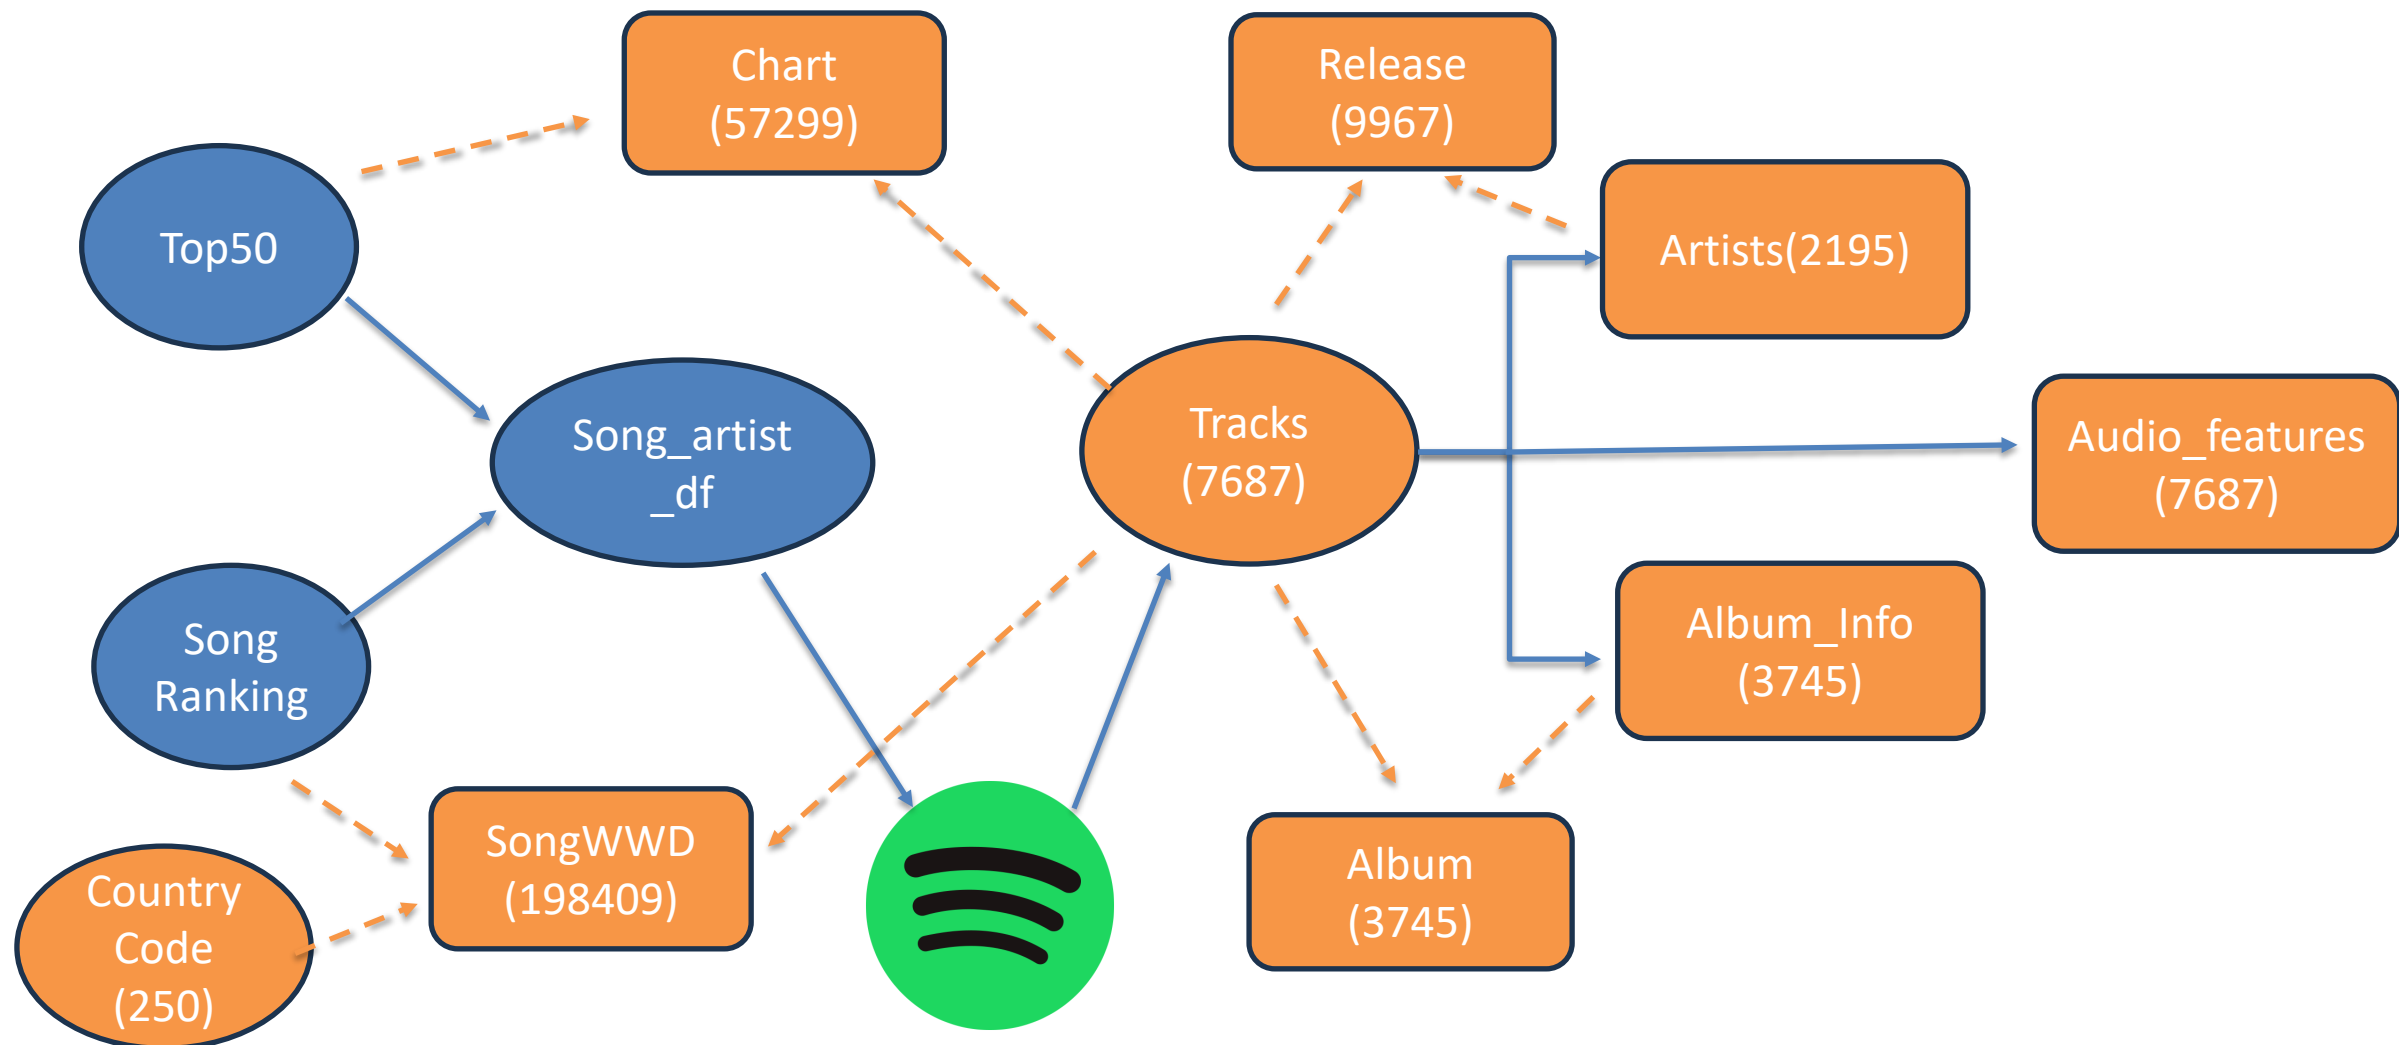 Chart
(57299)
Release
(9967)
Top50
Artists(2195)
Song_artist
_df
Tracks
(7687)
Audio_features
(7687)
Song
Ranking
Album_Info
(3745)
SongWWD
(198409)
Album
(3745)
Country
Code
(250)